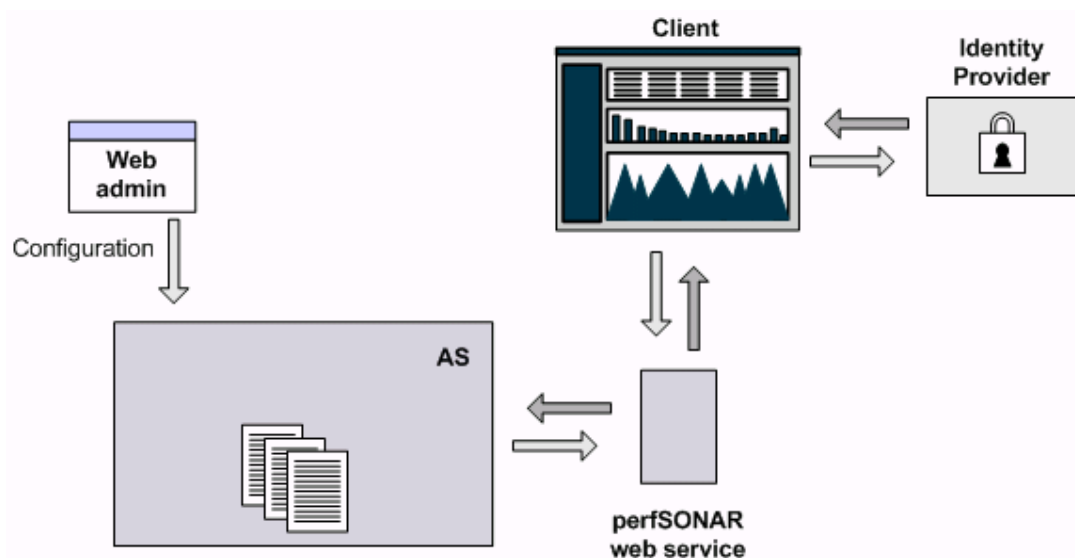 Client
Identity
Provider
Web
admin
Configuration
AS
perfSONAR
web service